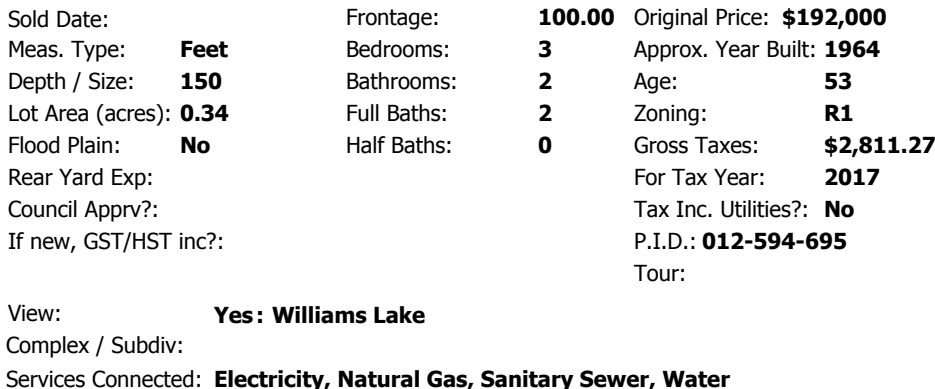 Sold Date: Frontage: 100.00 Original Price: $192,000
Meas. Type: Feet Bedrooms: 3 Approx. Year Built: 1964
Depth / Size: 150 Bathrooms: 2 Age: 53
Lot Area (acres): 0.34 Full Baths: 2 Zoning: R1
Flood Plain: No Half Baths: 0 Gross Taxes: $2,811.27
Rear Yard Exp: For Tax Year: 2017
Council Apprv?: Tax Inc. Utilities?: No
If new, GST/HST inc?: P.I.D.: 012-594-695
Tour:
View: Yes: Williams Lake
Complex / Subdiv:
Services Connected: Electricity, Natural Gas, Sanitary Sewer, Water